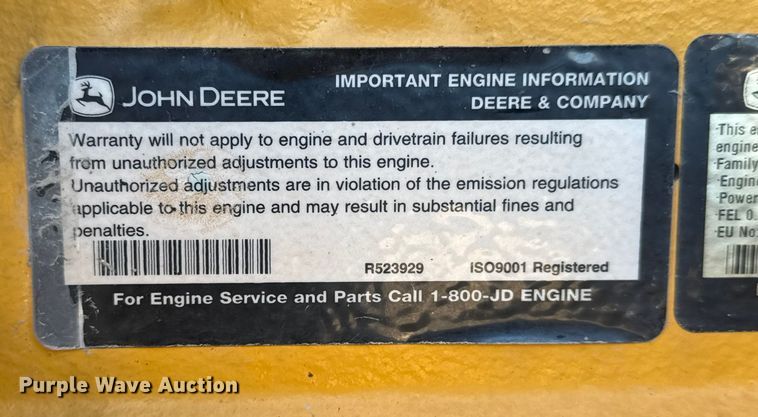 JOHN DEERE
IMPORTANT ENGINE INFORMATION
DEERE & COMPANY
Warranty will not apply to engine and drivetrain failures resulting
from unauthorized adjustments to this engine.
Unauthorized adjustments are in violation of the emission regulations
applicable to this engine and may result in substantial fines and
penalties.
R523929 ISO9001 Registered
For Engine Service and Parts Call 1-800-JD ENGINE
This e
engine
Family
Engin
Power
FEL 0.
EU No.
Purple Wave Auction